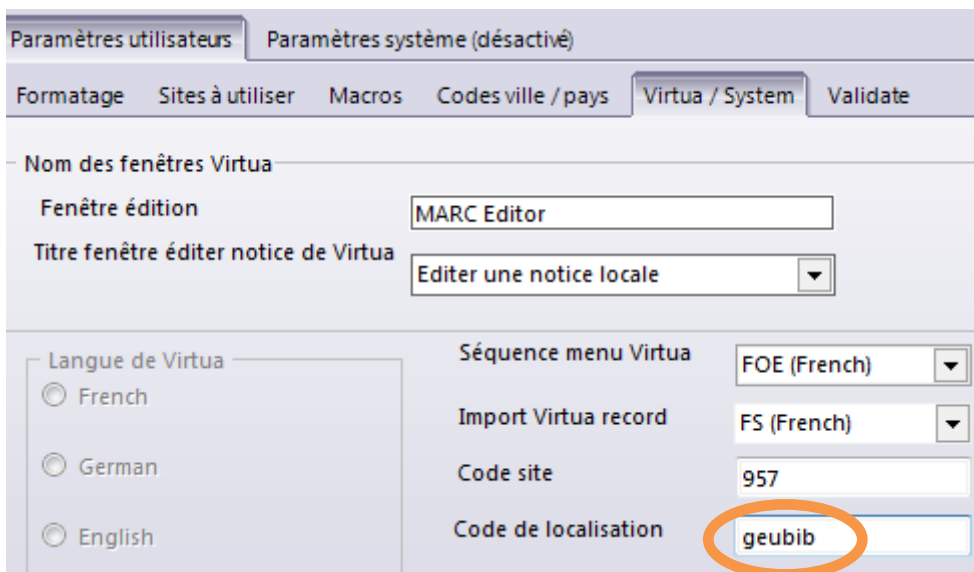 Paramètres utilisateurs Paramètres système (désactivé)
Formatage Sites à utiliser Macros Codes ville / pays Virtua / System Validate
Nom des fenêtres Virtua
Fenêtre édition MARC Editor
Titre fenêtre éditer notice de Virtua Editer une notice locale
Langue de Virtua
French
German
English
Séquence menu Virtua FOE (French)
Import Virtua record FS (French)
Code site 957
Code de localisation geubib